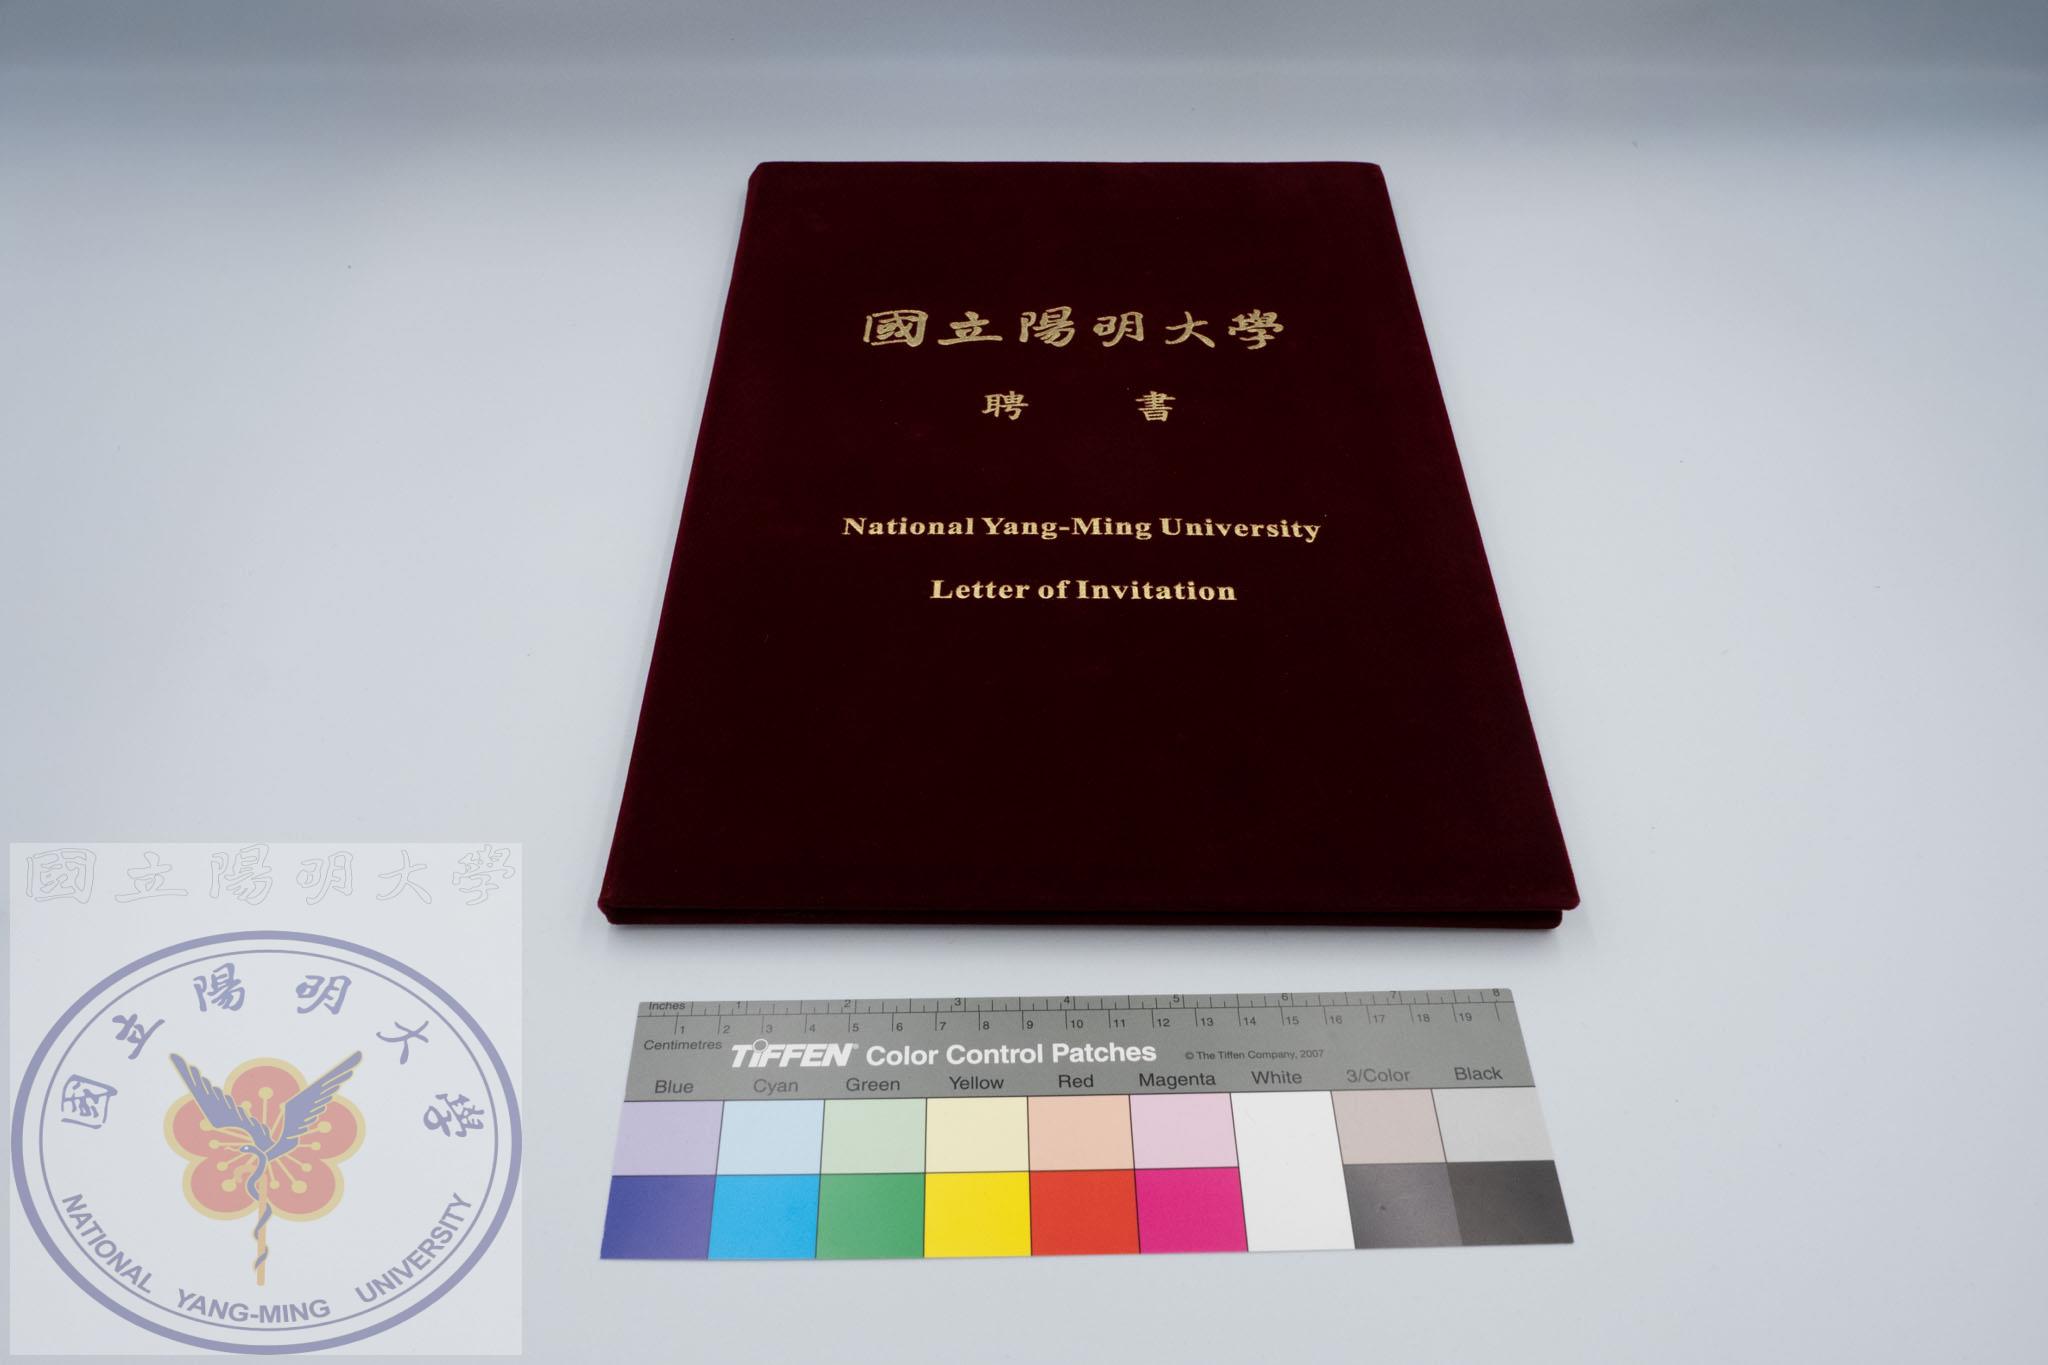 國立陽明大學
聘書
National Yang-Ming University
Letter of Invitation
國立陽明大學
國立陽明大學
NATIONAL YANG-MING UNIVERSITY
Inches 1 2 3 4 5 6 7 8
1 2 3 4 5 6 7 8 9 10 11 12 13 14 15 16 17 18 19
Centimetres
TIFFEN® Color Control Patches © The Tiffen Company, 2007
Blue Cyan Green Yellow Red Magenta White 3/Color Black